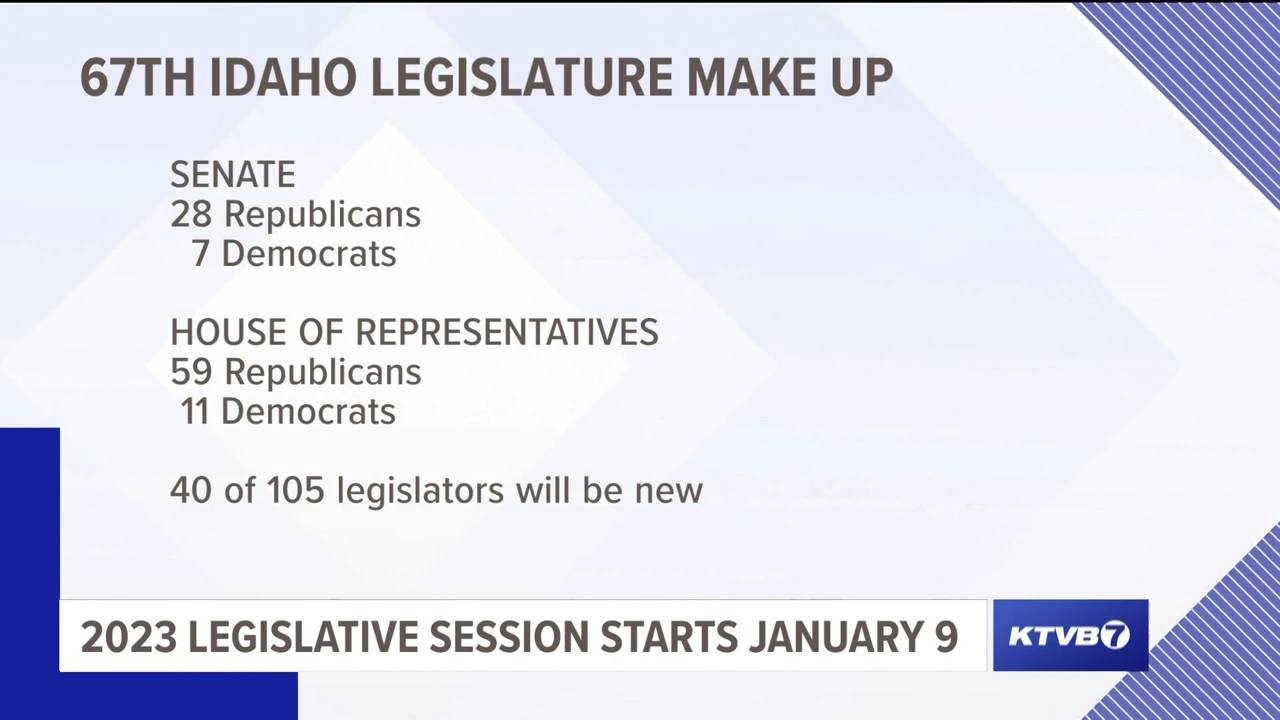 67TH IDAHO LEGISLATURE MAKE UP
SENATE
28 Republicans
7 Democrats
HOUSE OF REPRESENTATIVES
59 Republicans
11 Democrats
40 of 105 legislators will be new
2023 LEGISLATIVE SESSION STARTS JANUARY 9
KTVB7